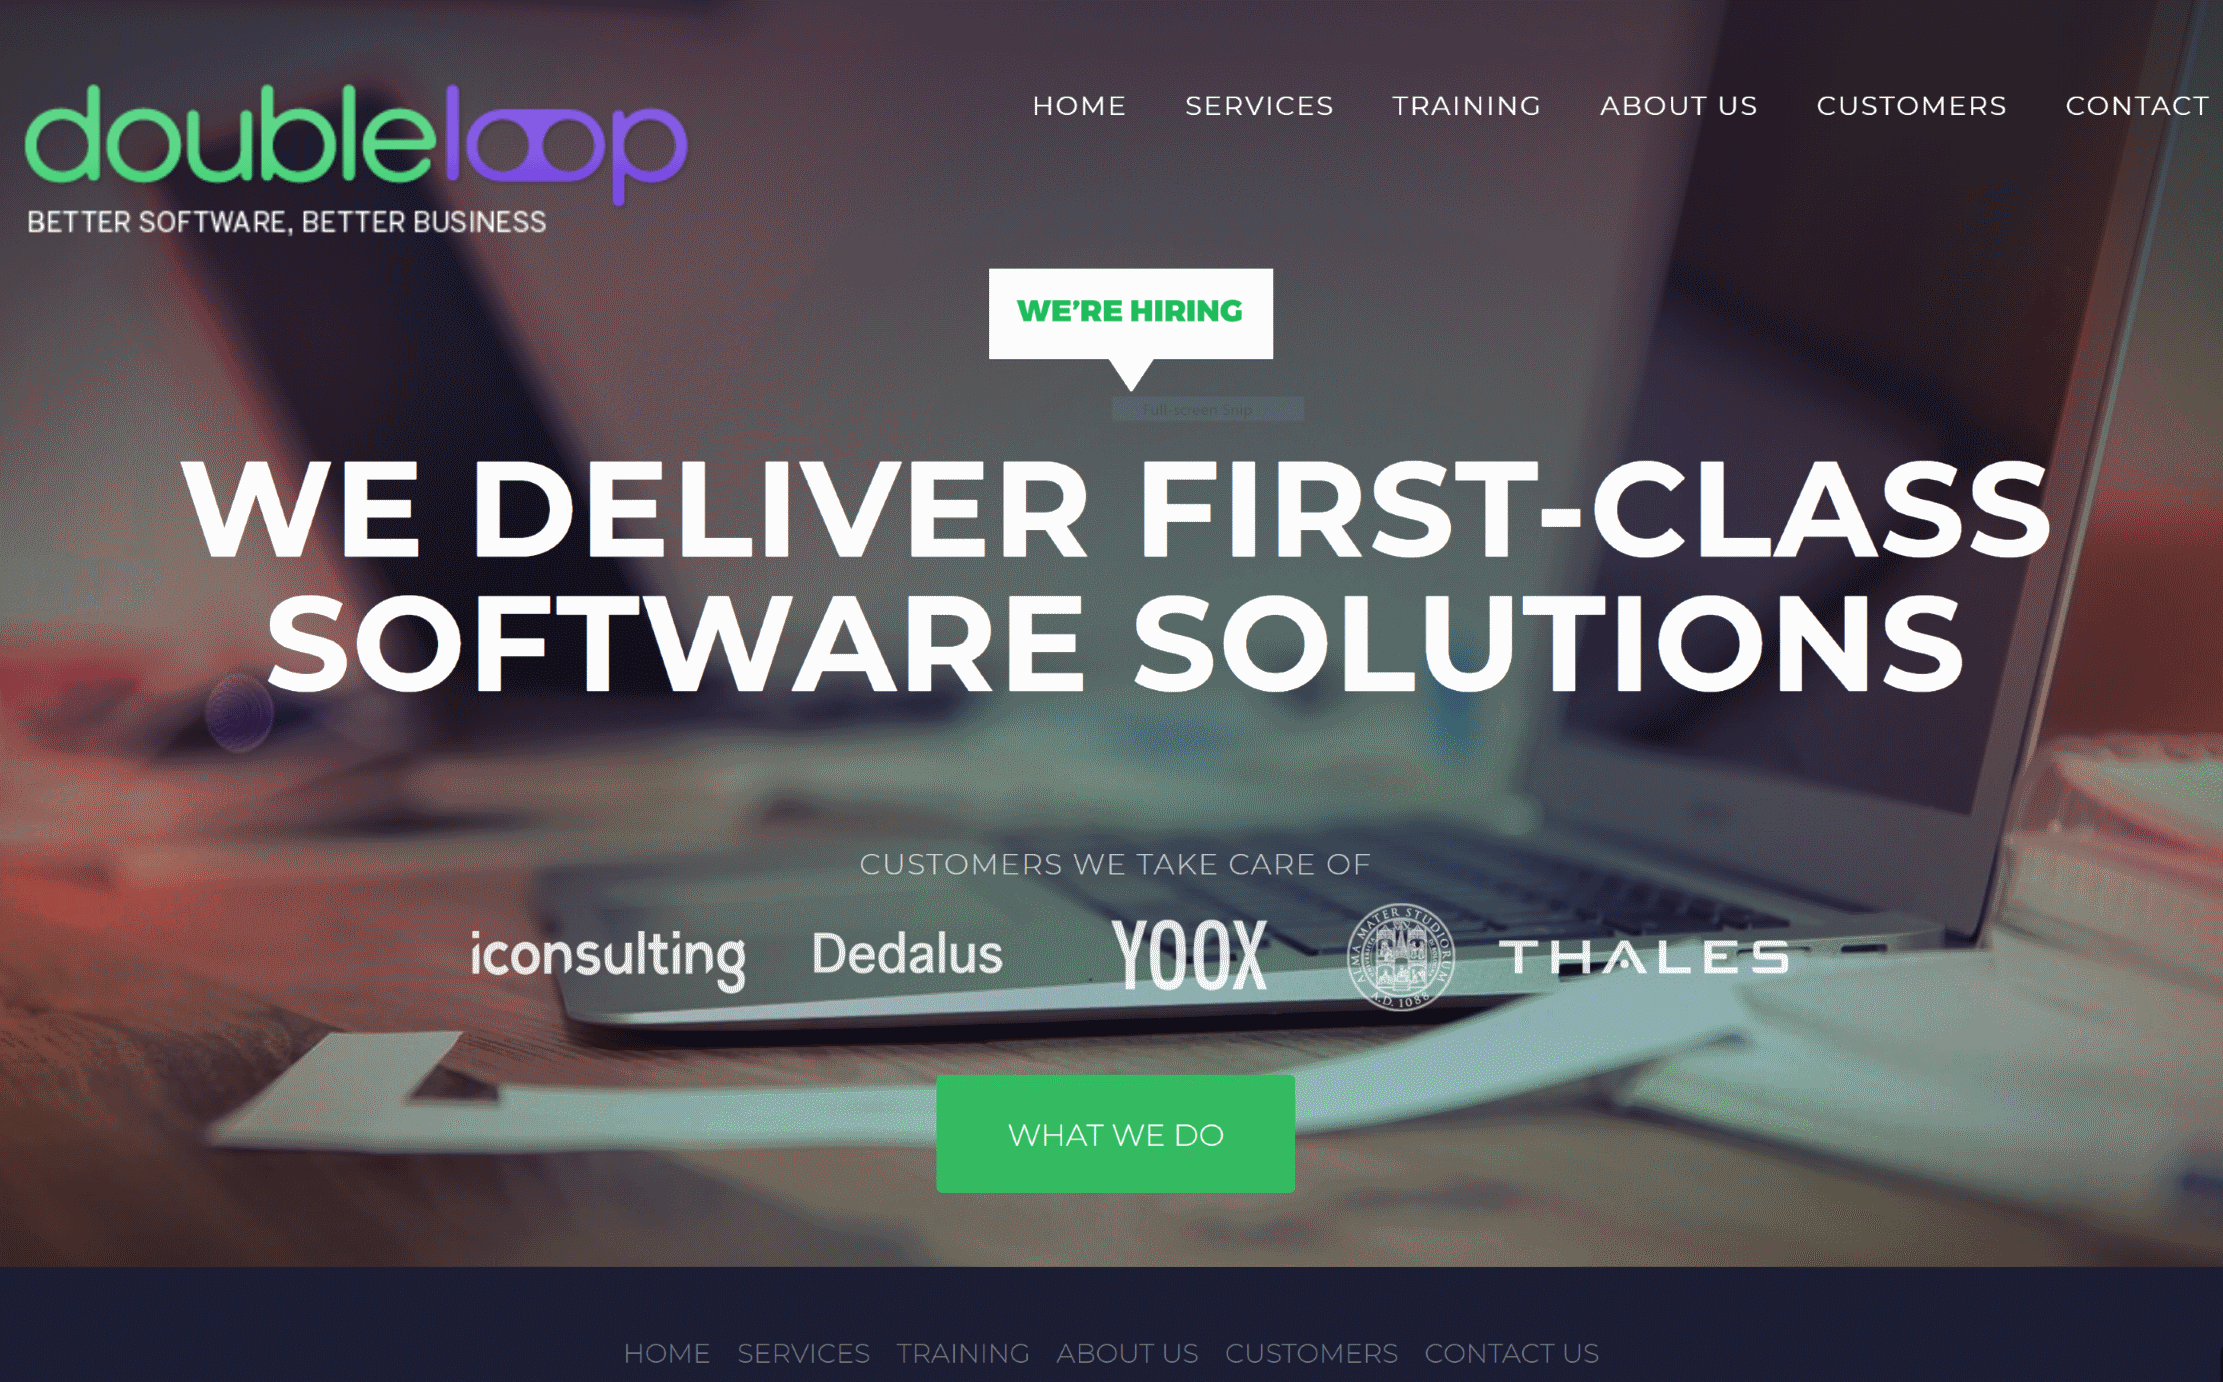 doubleloop
BETTER SOFTWARE, BETTER BUSINESS
HOME SERVICES TRAINING ABOUT US CUSTOMERS CONTACT
WE'RE HIRING
Full-screen Snip
WE DELIVER FIRST-CLASS
SOFTWARE SOLUTIONS
CUSTOMERS WE TAKE CARE OF
iconsulting Dedalus YOOX ALMA MATER STUDIORUM A.D. 1088 THALES
WHAT WE DO
HOME SERVICES TRAINING ABOUT US CUSTOMERS CONTACT US